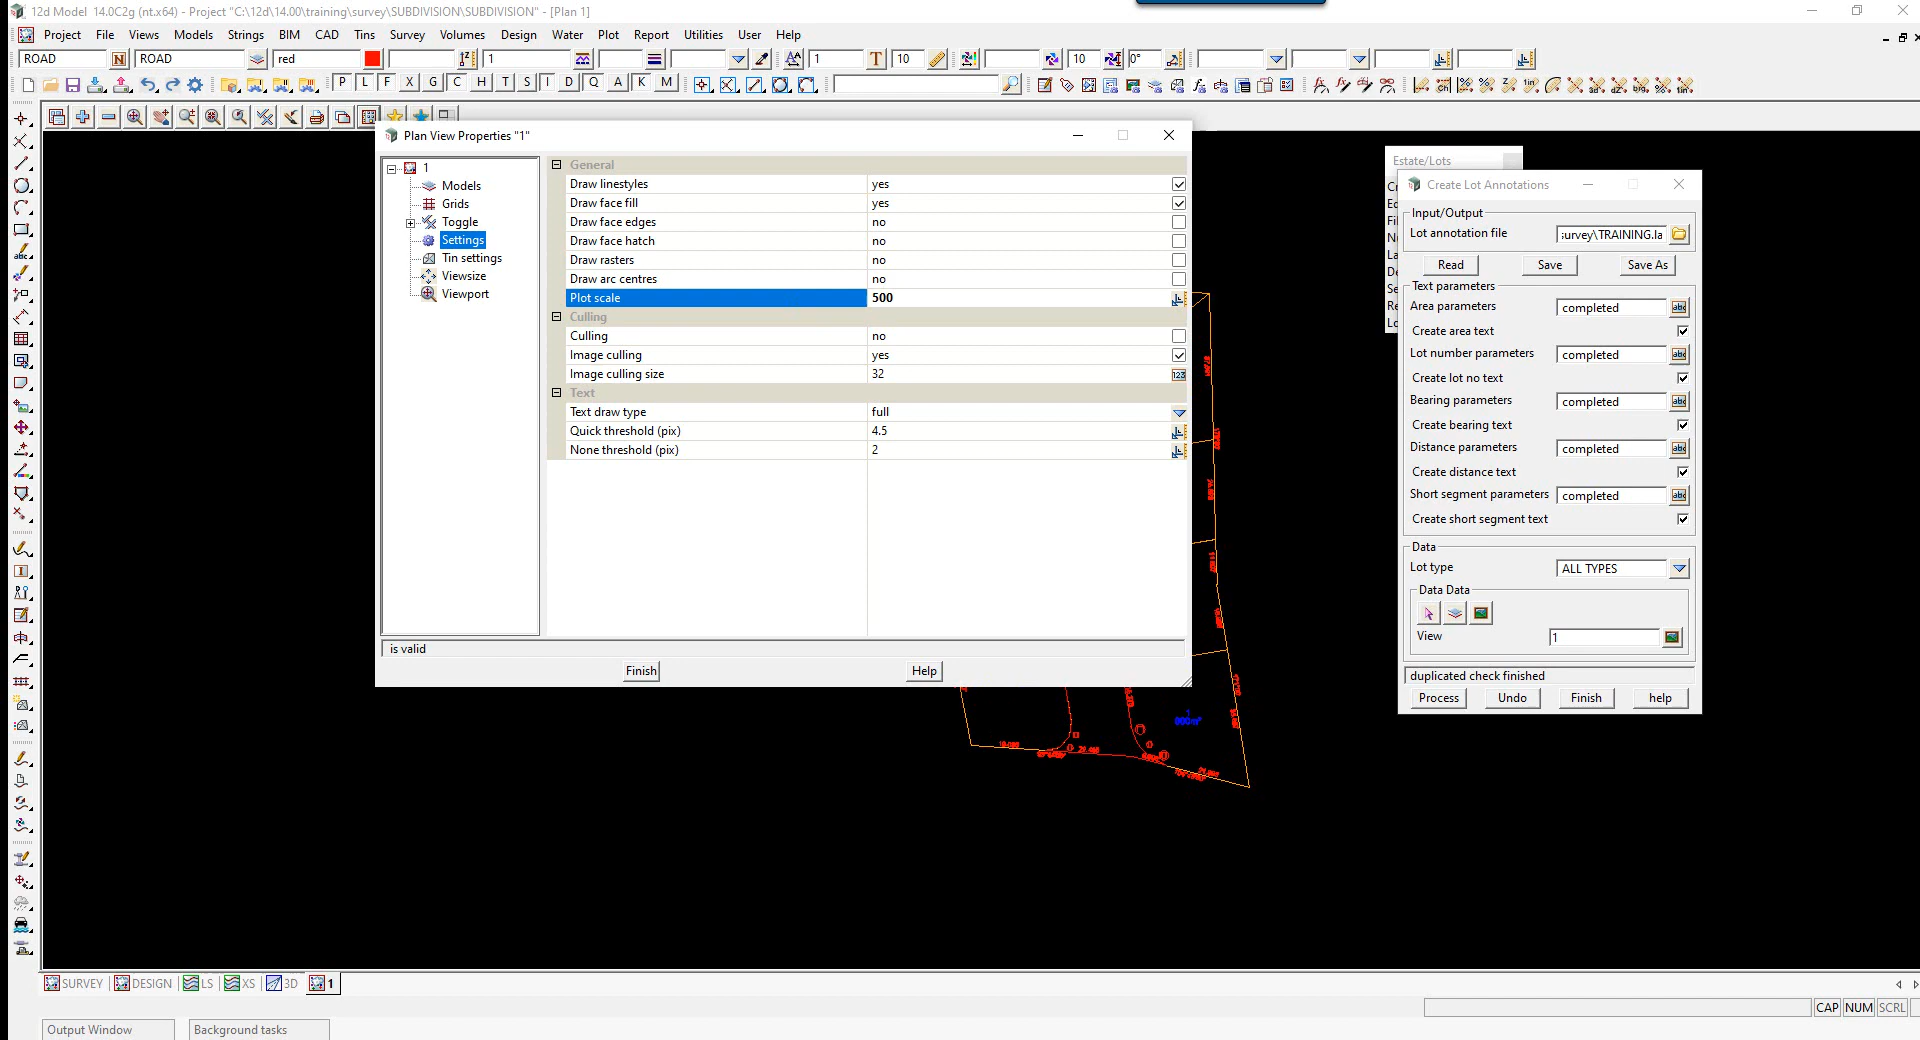 12d Model 14.0C2g (nt.x64) - Project "C:\12d\14.00\training\survey\SUBDIVISION\SUBDIVISION" - [Plan 1]
Project File Views Models Strings BIM CAD Tins Survey Volumes Design Water Plot Report Utilities User Help
ROAD N ROAD red 1 1 T 10 10 0°
P L F X G C H T S I D Q A K M
Plan View Properties "1"
1
Models
Grids
Toggle
Settings
Tin settings
Viewsize
Viewport
General
Draw linestyles yes
Draw face fill yes
Draw face edges no
Draw face hatch no
Draw rasters no
Draw arc centres no
Plot scale 500
Culling
Culling no
Image culling yes
Image culling size 32
Text
Text draw type full
Quick threshold (pix) 4.5
None threshold (pix) 2
is valid
Finish Help
Estate/Lots
Create Lot Annotations
Input/Output
Lot annotation file survey\TRAINING.la
Read Save Save As
Text parameters
Area parameters completed
Create area text
Lot number parameters completed
Create lot no text
Bearing parameters completed
Create bearing text
Distance parameters completed
Create distance text
Short segment parameters completed
Create short segment text
Data
Lot type ALL TYPES
Data Data
View 1
duplicated check finished
Process Undo Finish help
1
SURVEY DESIGN LS XS 3D 1
CAP NUM SCRL
Output Window Background tasks